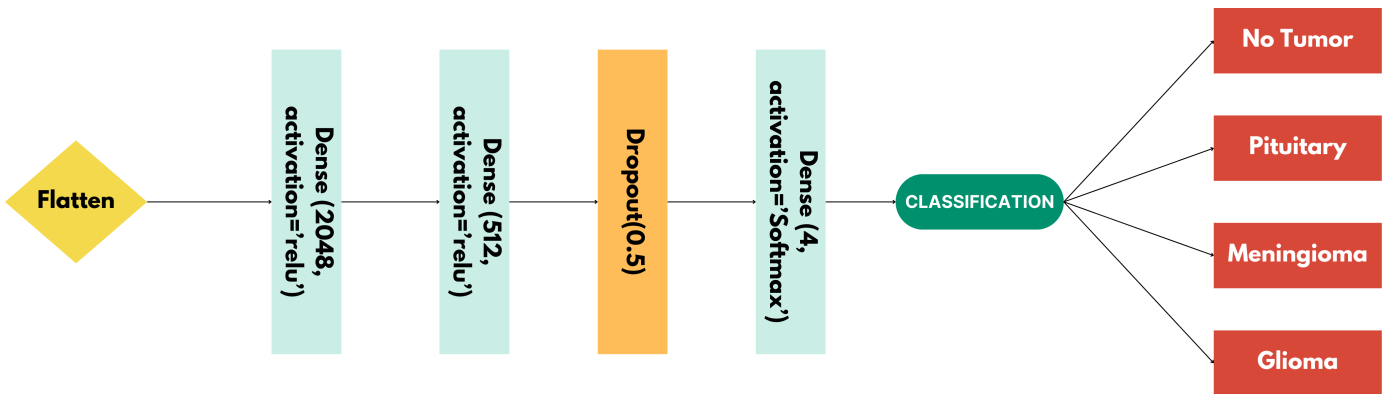 Flatten
Dense (2048,
activation='relu')
Dense (512,
activation='relu')
Dropout(0.5)
Dense (4,
activation='Softmax')
CLASSIFICATION
No Tumor
Pituitary
Meningioma
Glioma